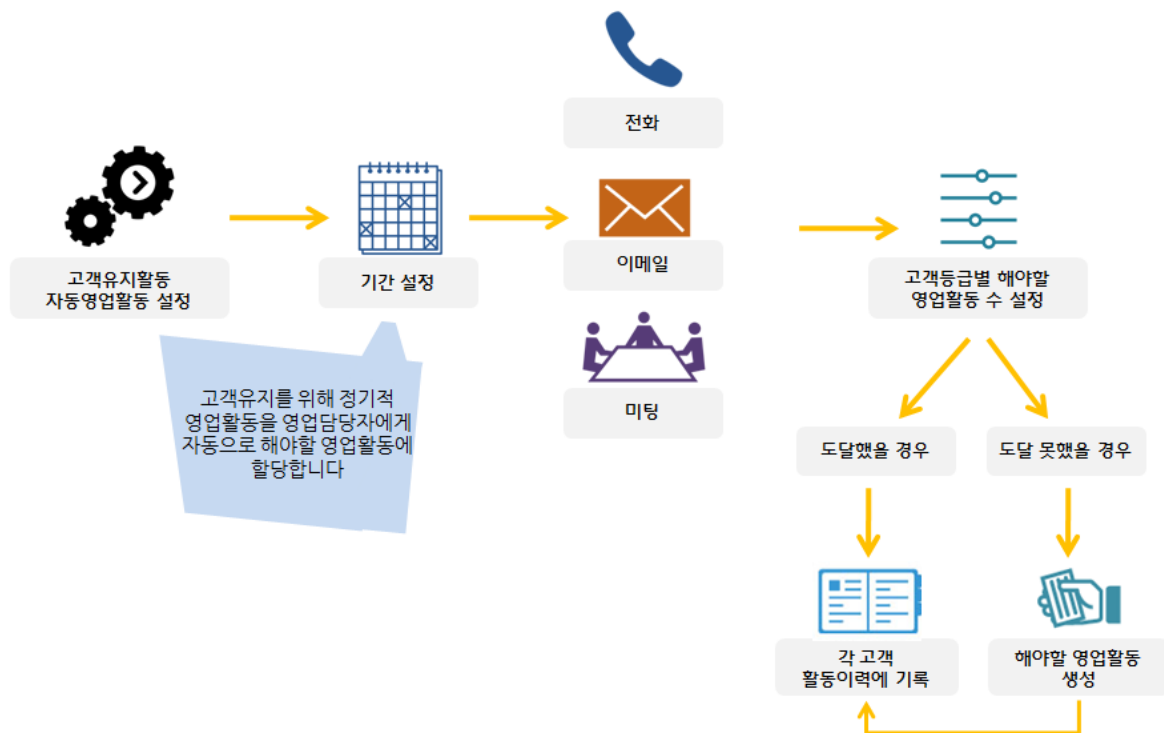 전화
고객유지활동
자동영업활동 설정
기간 설정
이메일
고객등급별 해야할
영업활동 수 설정
고객유지를 위해 정기적
영업활동을 영업담당자에게
자동으로 해야할 영업활동에
할당합니다
미팅
도달했을 경우
도달 못했을 경우
각 고객
활동이력에 기록
해야할 영업활동
생성